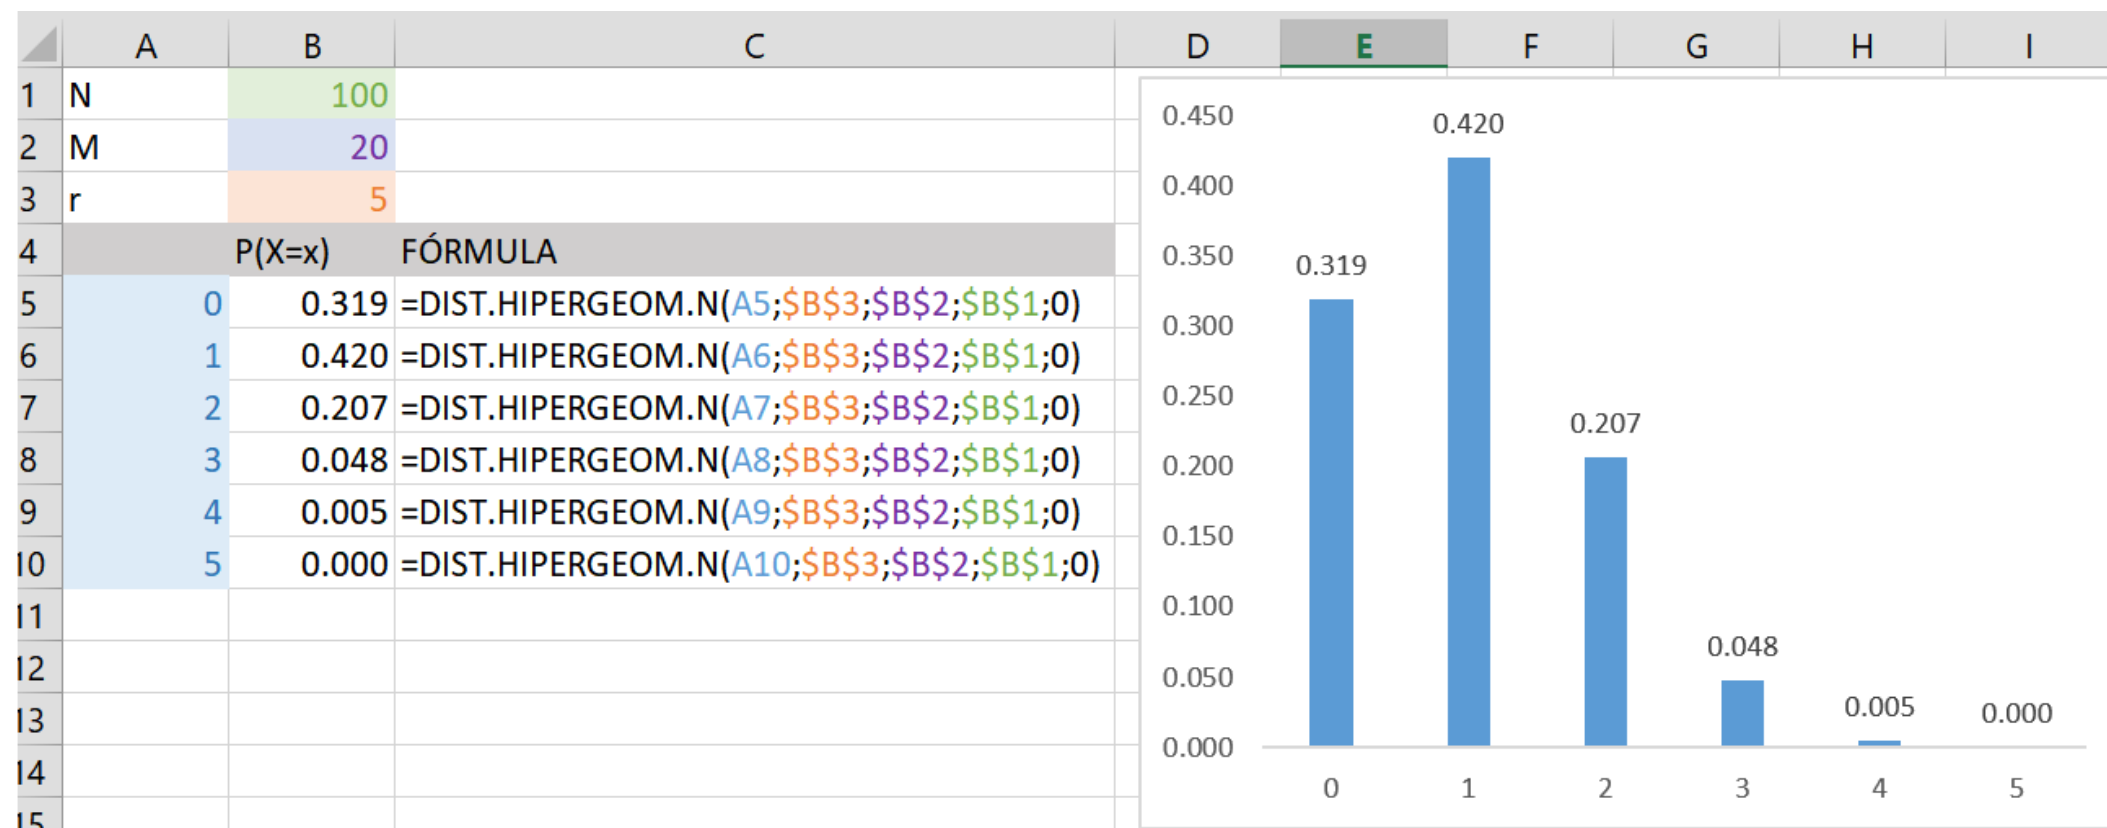 A B C D E F G H I
1 N 100
2 M 20
3 r 5
4 P(X=x) FÓRMULA
5 0 0.319 =DIST.HIPERGEOM.N(A5;$B$3;$B$2;$B$1;0)
6 1 0.420 =DIST.HIPERGEOM.N(A6;$B$3;$B$2;$B$1;0)
7 2 0.207 =DIST.HIPERGEOM.N(A7;$B$3;$B$2;$B$1;0)
8 3 0.048 =DIST.HIPERGEOM.N(A8;$B$3;$B$2;$B$1;0)
9 4 0.005 =DIST.HIPERGEOM.N(A9;$B$3;$B$2;$B$1;0)
10 5 0.000 =DIST.HIPERGEOM.N(A10;$B$3;$B$2;$B$1;0)
11
12
13
14
15
0.450
0.400
0.350
0.300
0.250
0.200
0.150
0.100
0.050
0.000
0.319
0.420
0.207
0.048
0.005
0.000
0 1 2 3 4 5